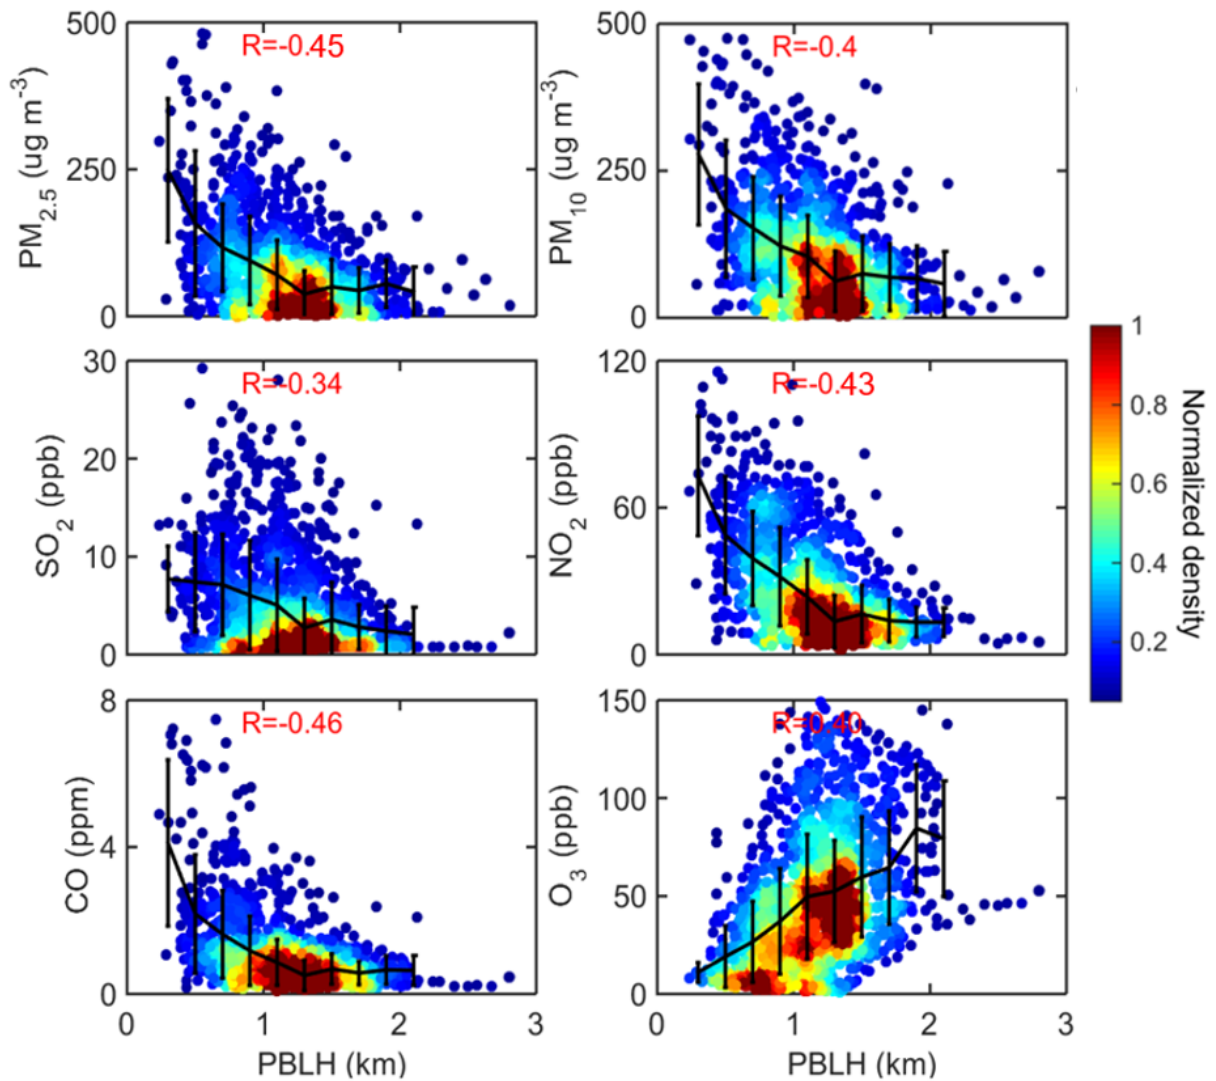 500
250
0
PM2.5 (ug m-3)
R=-0.45
500
250
0
PM10 (ug m-3)
R=-0.4
30
20
10
0
SO2 (ppb)
R=-0.34
120
60
0
NO2 (ppb)
R=-0.43
8
4
0
CO (ppm)
R=-0.46
0
1
2
3
PBLH (km)
150
100
50
0
O3 (ppb)
R=0.40
0
1
2
3
PBLH (km)
1
0.8
0.6
0.4
0.2
Normalized density